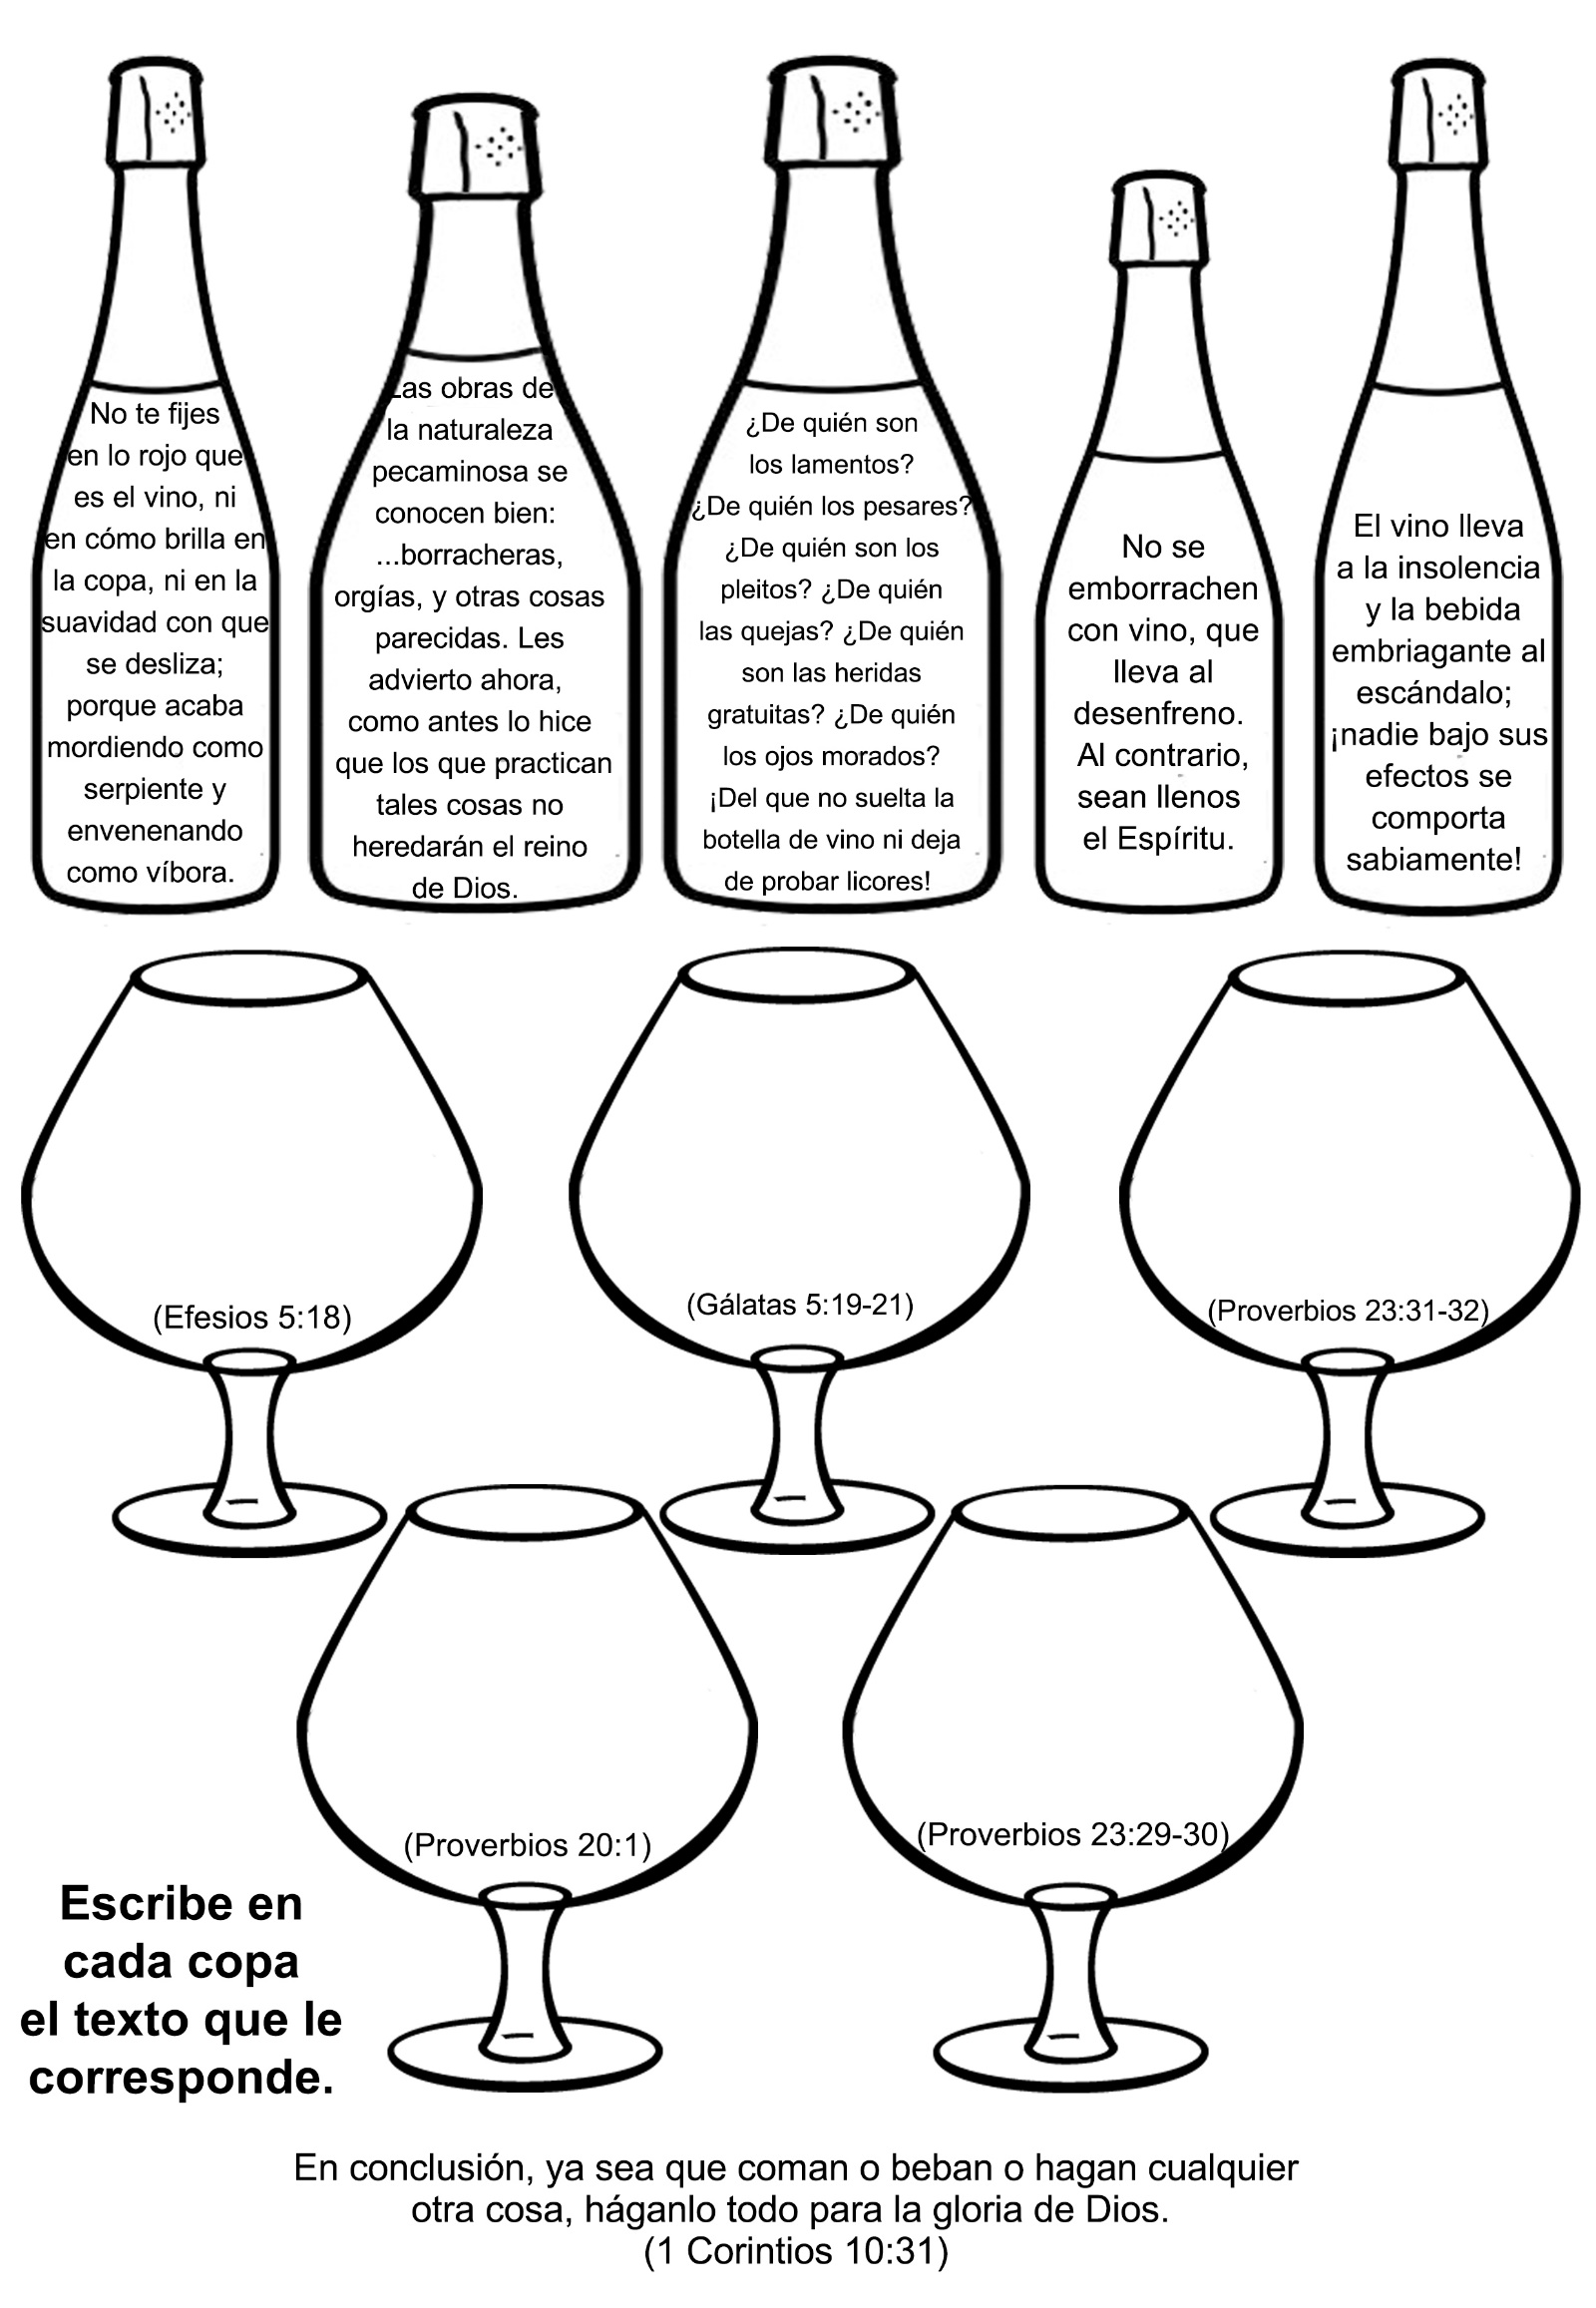 No te fijes
en lo rojo que
es el vino, ni
en cómo brilla en
la copa, ni en la
suavidad con que
se desliza;
porque acaba
mordiendo como
serpiente y
envenenando
como víbora.
Las obras de
la naturaleza
pecaminosa se
conocen bien:
...borracheras,
orgías, y otras cosas
parecidas. Les
advierto ahora,
como antes lo hice
que los que practican
tales cosas no
heredarán el reino
de Dios.
¿De quién son
los lamentos?
¿De quién los pesares?
¿De quién son los
pleitos? ¿De quién
las quejas? ¿De quién
son las heridas
gratuitas? ¿De quién
los ojos morados?
¡Del que no suelta la
botella de vino ni deja
de probar licores!
No se
emborrachen
con vino, que
lleva al
desenfreno.
Al contrario,
sean llenos
el Espíritu.
El vino lleva
a la insolencia
y la bebida
embriagante al
escándalo;
¡nadie bajo sus
efectos se
comporta
sabiamente!
(Efesios 5:18)
(Gálatas 5:19-21)
(Proverbios 23:31-32)
(Proverbios 20:1)
(Proverbios 23:29-30)
Escribe en
cada copa
el texto que le
corresponde.
En conclusión, ya sea que coman o beban o hagan cualquier
otra cosa, háganlo todo para la gloria de Dios.
(1 Corintios 10:31)